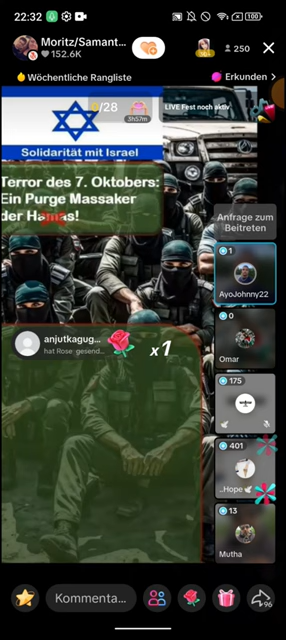 22:32
100
Moritz/Samant...
152.6K
250
Wöchentliche Rangliste
Erkunden >
/28
3h57m
LIVE Fest noch aktiv
Solidarität mit Israel
Terror des 7. Oktobers:
Ein Purge Massaker
der Hamas!
Anfrage zum
Beitreten
1
AyoJohnny22
0
Omar
anjutkagug...
hat Rose gesend...
x1
175
401
..Hope
13
Mutha
Kommenta...
96